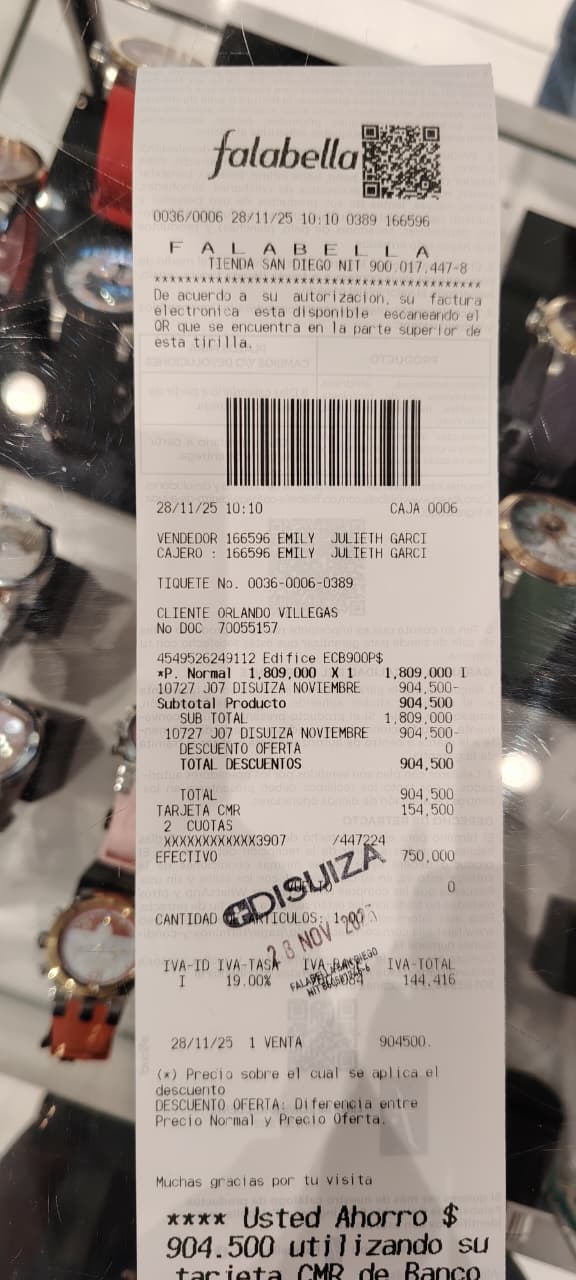 falabella
0036/0006 28/11/25 10:10 0389 166596
F A L A B E L L A
TIENDA SAN DIEGO NIT 900.017.447-8
****************************************
De acuerdo a su autorizacion, su factura
electronica esta disponible escaneando el
QR que se encuentra en la parte superior de
esta tirilla.
28/11/25 10:10 CAJA 0006
VENDEDOR 166596 EMILY JULIETH GARCI
CAJERO : 166596 EMILY JULIETH GARCI
TIQUETE No. 0036-0006-0389
CLIENTE ORLANDO VILLEGAS
No DOC 70055157
4549526249112 Edifice ECB900P$
*P. Normal 1,809,000 X 1 1,809,000 I
10727 J07 DISUIZA NOVIEMBRE 904,500-
Subtotal Producto 904,500
SUB TOTAL 1,809,000
10727 J07 DISUIZA NOVIEMBRE 904,500-
DESCUENTO OFERTA 0
TOTAL DESCUENTOS 904,500
TOTAL 904,500
TARJETA CMR 154,500
2 CUOTAS
XXXXXXXXXXXX3907 /447224
EFECTIVO 750,000
DISUIZA
VUELTO 0
CANTIDAD DE ARTICULOS: 1
28 NOV 2025
IVA-ID IVA-TASA IVA- IVA-TOTAL
I 19.00% 144,416
FALABELLA SAN DIEGO
28/11/25 1 VENTA 904500.
(*) Precio sobre el cual se aplica el
descuento
DESCUENTO OFERTA: Diferencia entre
Precio Normal y Precio Oferta.
Muchas gracias por tu visita
**** Usted Ahorro $
904.500 utilizando su
tarjeta CMR de Banco